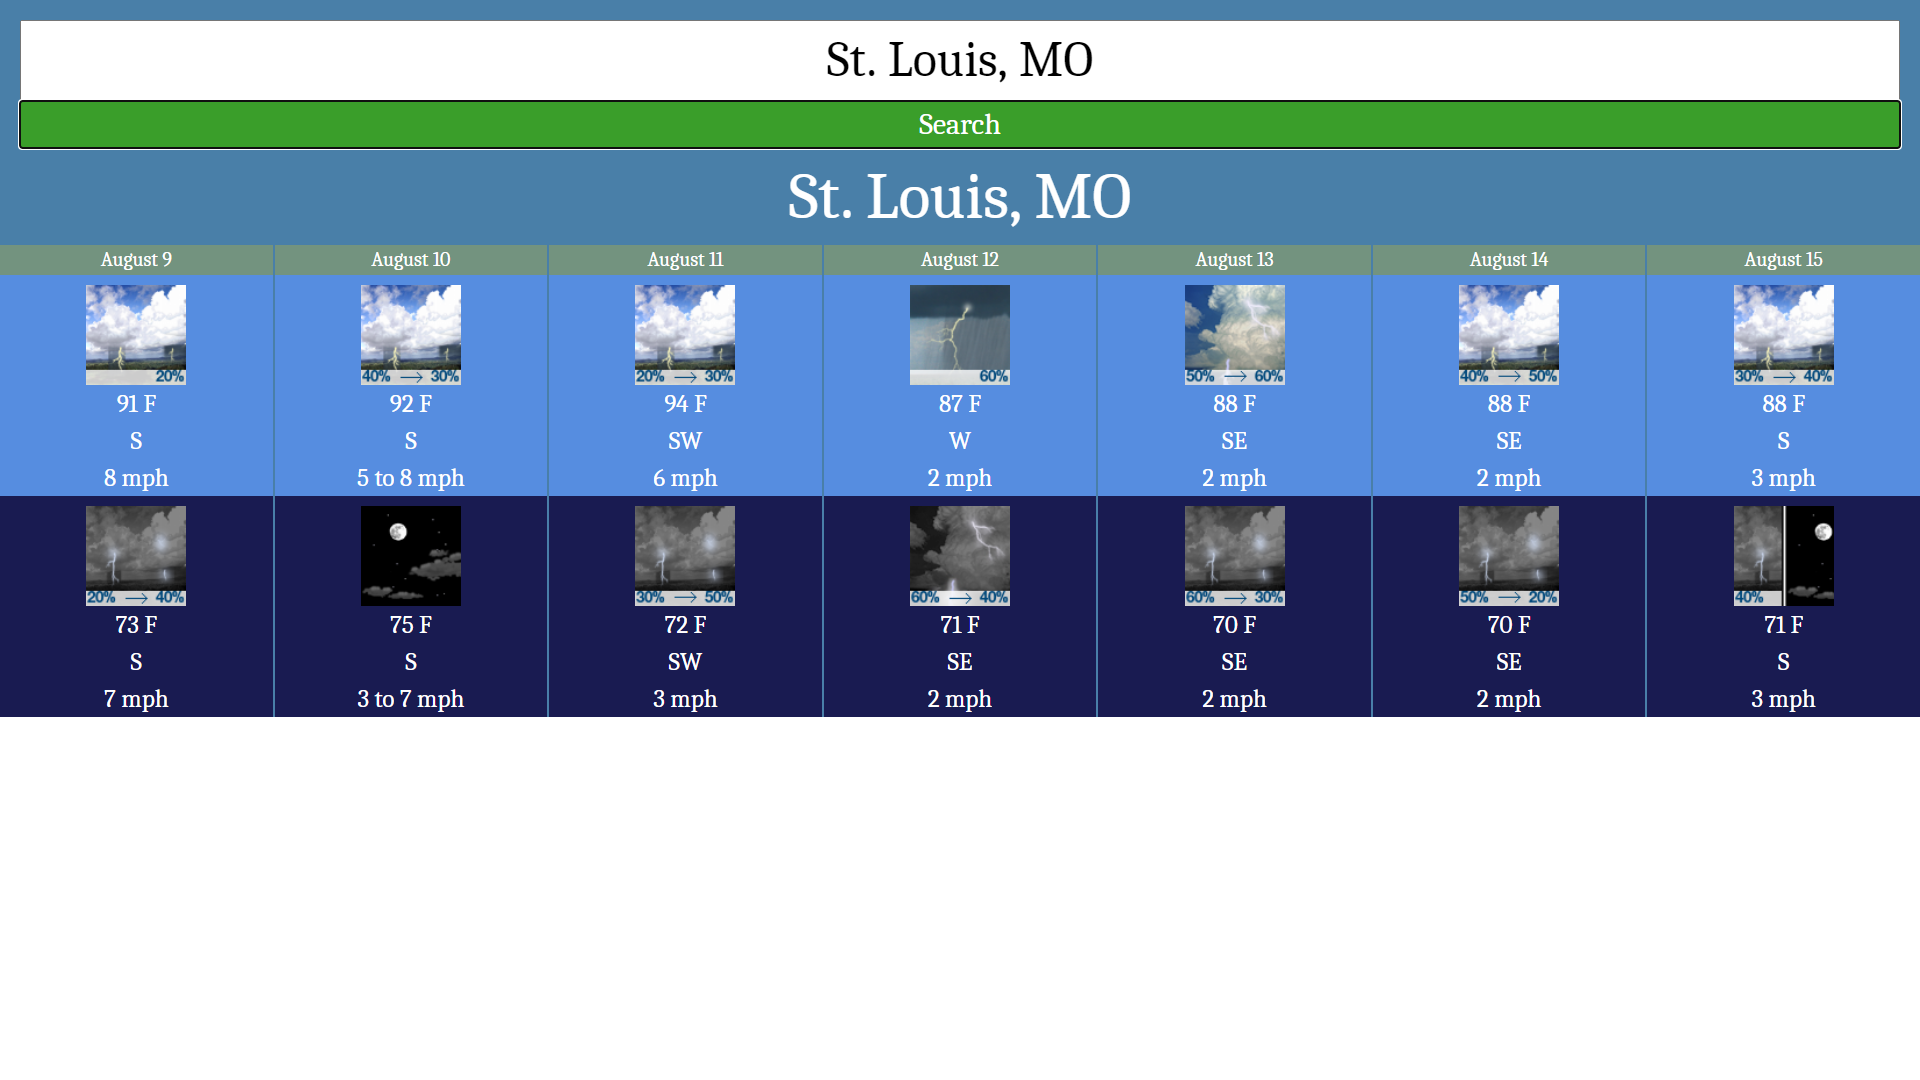 St. Louis, MO
Search
St. Louis, MO
August 9 August 10 August 11 August 12 August 13 August 14 August 15
20% 40% → 30% 20% → 30% 60% 50% → 60% 40% → 50% 30% → 40%
91 F 92 F 94 F 87 F 88 F 88 F 88 F
S S SW W SE SE S
8 mph 5 to 8 mph 6 mph 2 mph 2 mph 2 mph 3 mph
20% → 40% 30% → 50% 60% → 40% 60% → 30% 50% → 20% 40%
73 F 75 F 72 F 71 F 70 F 70 F 71 F
S S SW SE SE SE S
7 mph 3 to 7 mph 3 mph 2 mph 2 mph 2 mph 3 mph